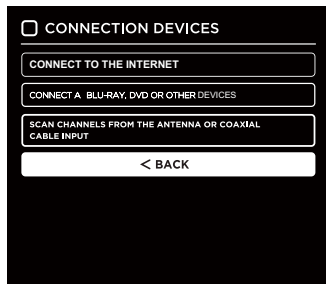 CONNECTION DEVICES
CONNECT TO THE INTERNET
CONNECT A BLU-RAY, DVD OR OTHER DEVICES
SCAN CHANNELS FROM THE ANTENNA OR COAXIAL
CABLE INPUT
< BACK